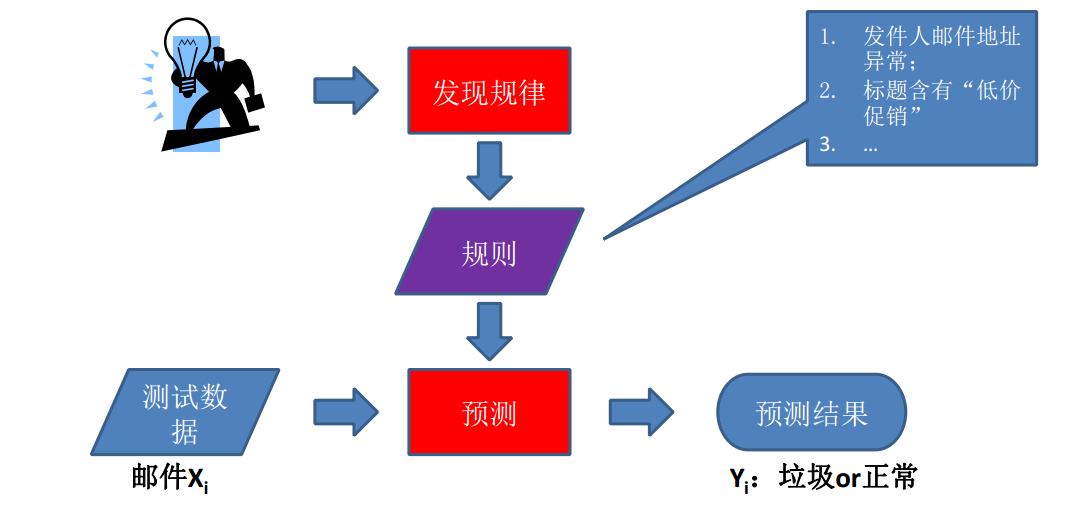 发现规律
1. 发件人邮件地址
异常；
2. 标题含有“低价
促销”
3. …
规则
测试数
据
预测
预测结果
邮件Xi
Yi：垃圾or正常